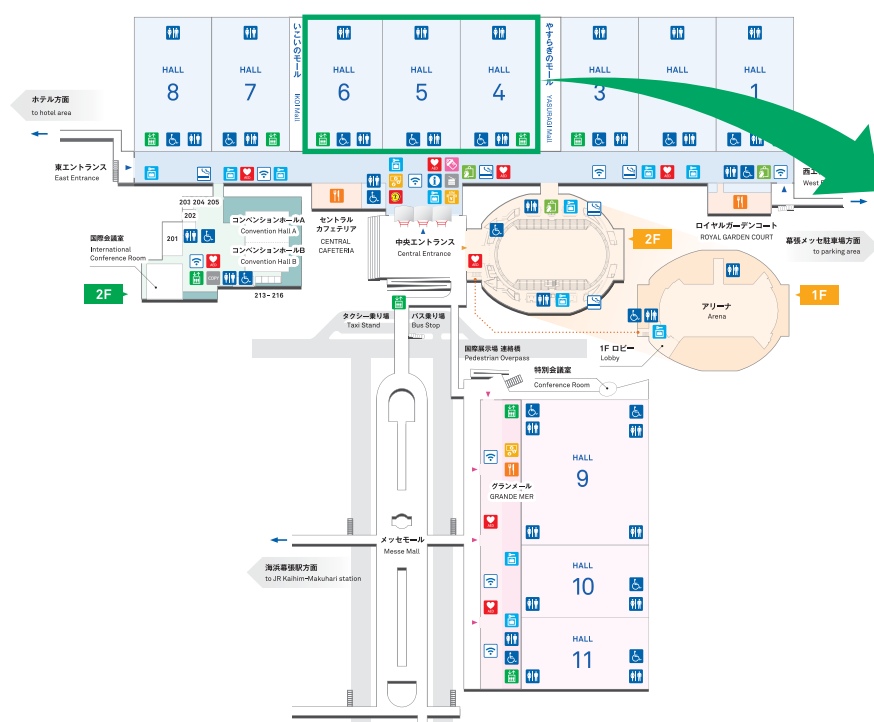 HALL
8
HALL
7
いこいのモール
IKOI Mall
HALL
6
HALL
5
HALL
4
やすらぎのモール
YASURAGI Mall
HALL
3
HALL
1
ホテル方面
to hotel area
東エントランス
East Entrance
西エ
West E
203 204 205
202
201
コンベンションホールA
Convention Hall A
コンベンションホールB
Convention Hall B
国際会議室
International
Conference Room
213-216
2F
セントラル
カフェテリア
CENTRAL
CAFETERIA
中央エントランス
Central Entrance
2F
ロイヤルガーデンコート
ROYAL GARDEN COURT
幕張メッセ駐車場方面
to parking area
アリーナ
Arena
1F
1F ロビー
Lobby
タクシー乗り場
Taxi Stand
バス乗り場
Bus Stop
国際展示場 連絡橋
Pedestrian Overpass
特別会議室
Conference Room
HALL
9
グランメール
GRANDE MER
メッセモール
Messe Mall
海浜幕張駅方面
to JR Kaihim-Makuhari station
HALL
10
HALL
11